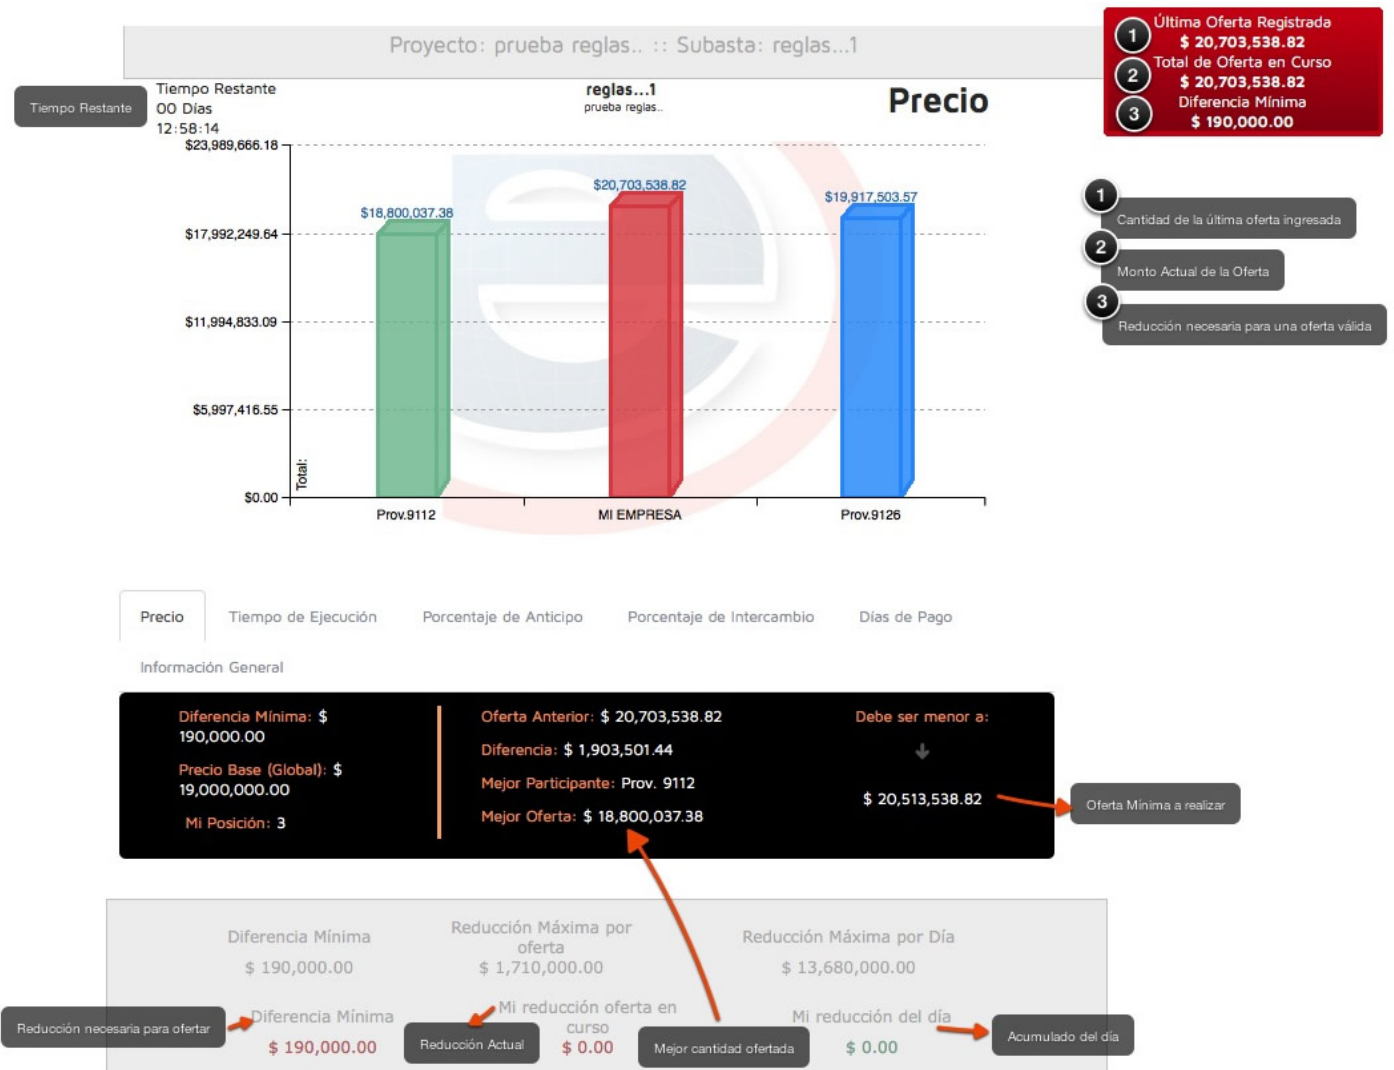 Proyecto: prueba reglas.. :: Subasta: reglas...1
1 Última Oferta Registrada
$ 20,703,538.82
2 Total de Oferta en Curso
$ 20,703,538.82
3 Diferencia Mínima
$ 190,000.00
Tiempo Restante
Tiempo Restante
00 Días
12:58:14
reglas...1
prueba reglas..
Precio
$23,989,666.18
$17,992,249.64
$11,994,833.09
$5,997,416.55
$0.00
Total:
$18,800,037.38
$20,703,538.82
$19,917,503.57
Prov.9112
MI EMPRESA
Prov.9126
1
Cantidad de la última oferta ingresada
2
Monto Actual de la Oferta
3
Reducción necesaria para una oferta válida
Precio
Tiempo de Ejecución
Porcentaje de Anticipo
Porcentaje de Intercambio
Días de Pago
Información General
Diferencia Mínima: $
190,000.00
Precio Base (Global): $
19,000,000.00
Mi Posición: 3
Oferta Anterior: $ 20,703,538.82
Diferencia: $ 1,903,501.44
Mejor Participante: Prov. 9112
Mejor Oferta: $ 18,800,037.38
Debe ser menor a:
$ 20,513,538.82
Oferta Mínima a realizar
Diferencia Mínima
$ 190,000.00
Reducción Máxima por
oferta
$ 1,710,000.00
Reducción Máxima por Día
$ 13,680,000.00
Reducción necesaria para ofertar
Diferencia Mínima
$ 190,000.00
Reducción Actual
Mi reducción oferta en
curso
$ 0.00
Mejor cantidad ofertada
Mi reducción del día
$ 0.00
Acumulado del día